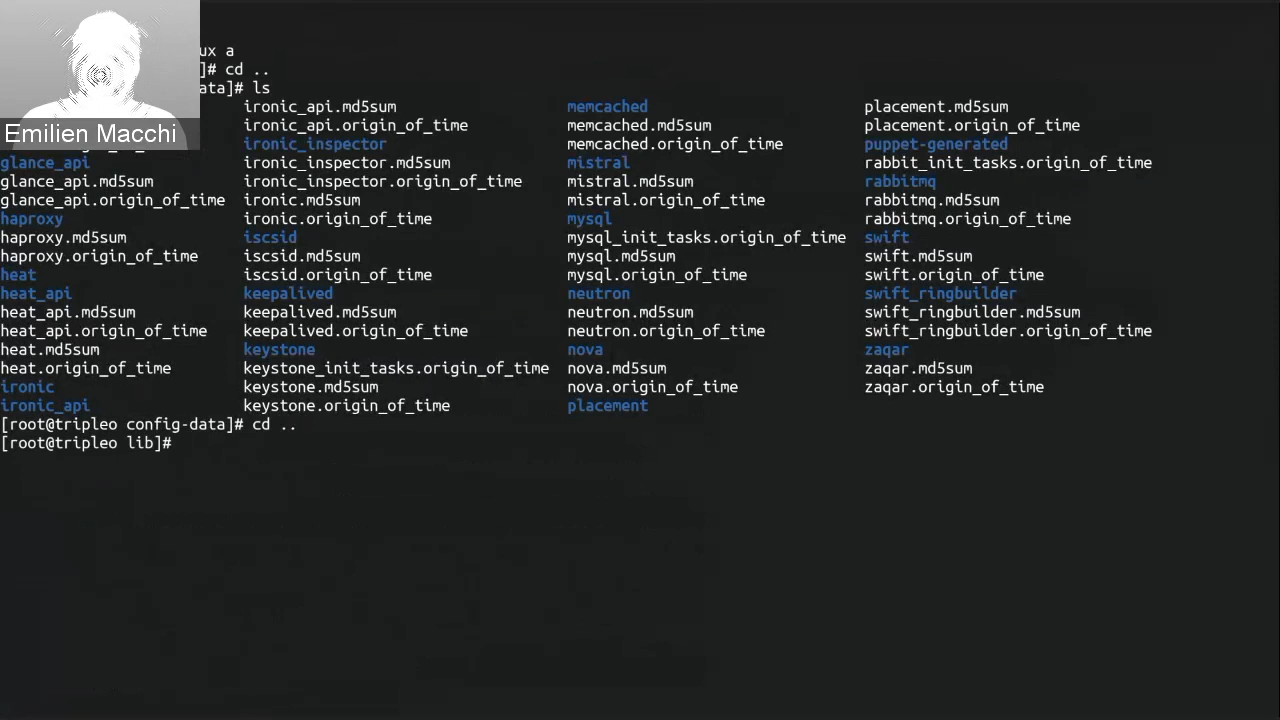 ux a
]# cd ..
ata]# ls
Emilien Macchi
ironic_api.md5sum memcached placement.md5sum
ironic_api.origin_of_time memcached.md5sum placement.origin_of_time
ironic_inspector memcached.origin_of_time puppet-generated
glance_api ironic_inspector.md5sum mistral rabbit_init_tasks.origin_of_time
glance_api.md5sum ironic_inspector.origin_of_time mistral.md5sum rabbitmq
glance_api.origin_of_time ironic.md5sum mistral.origin_of_time rabbitmq.md5sum
haproxy ironic.origin_of_time mysql rabbitmq.origin_of_time
haproxy.md5sum iscsid mysql_init_tasks.origin_of_time swift
haproxy.origin_of_time iscsid.md5sum mysql.md5sum swift.md5sum
heat iscsid.origin_of_time mysql.origin_of_time swift.origin_of_time
heat_api keepalived neutron swift_ringbuilder
heat_api.md5sum keepalived.md5sum neutron.md5sum swift_ringbuilder.md5sum
heat_api.origin_of_time keepalived.origin_of_time neutron.origin_of_time swift_ringbuilder.origin_of_time
heat.md5sum keystone nova zaqar
heat.origin_of_time keystone_init_tasks.origin_of_time nova.md5sum zaqar.md5sum
ironic keystone.md5sum nova.origin_of_time zaqar.origin_of_time
ironic_api keystone.origin_of_time placement
[root@tripleo config-data]# cd ..
[root@tripleo lib]#